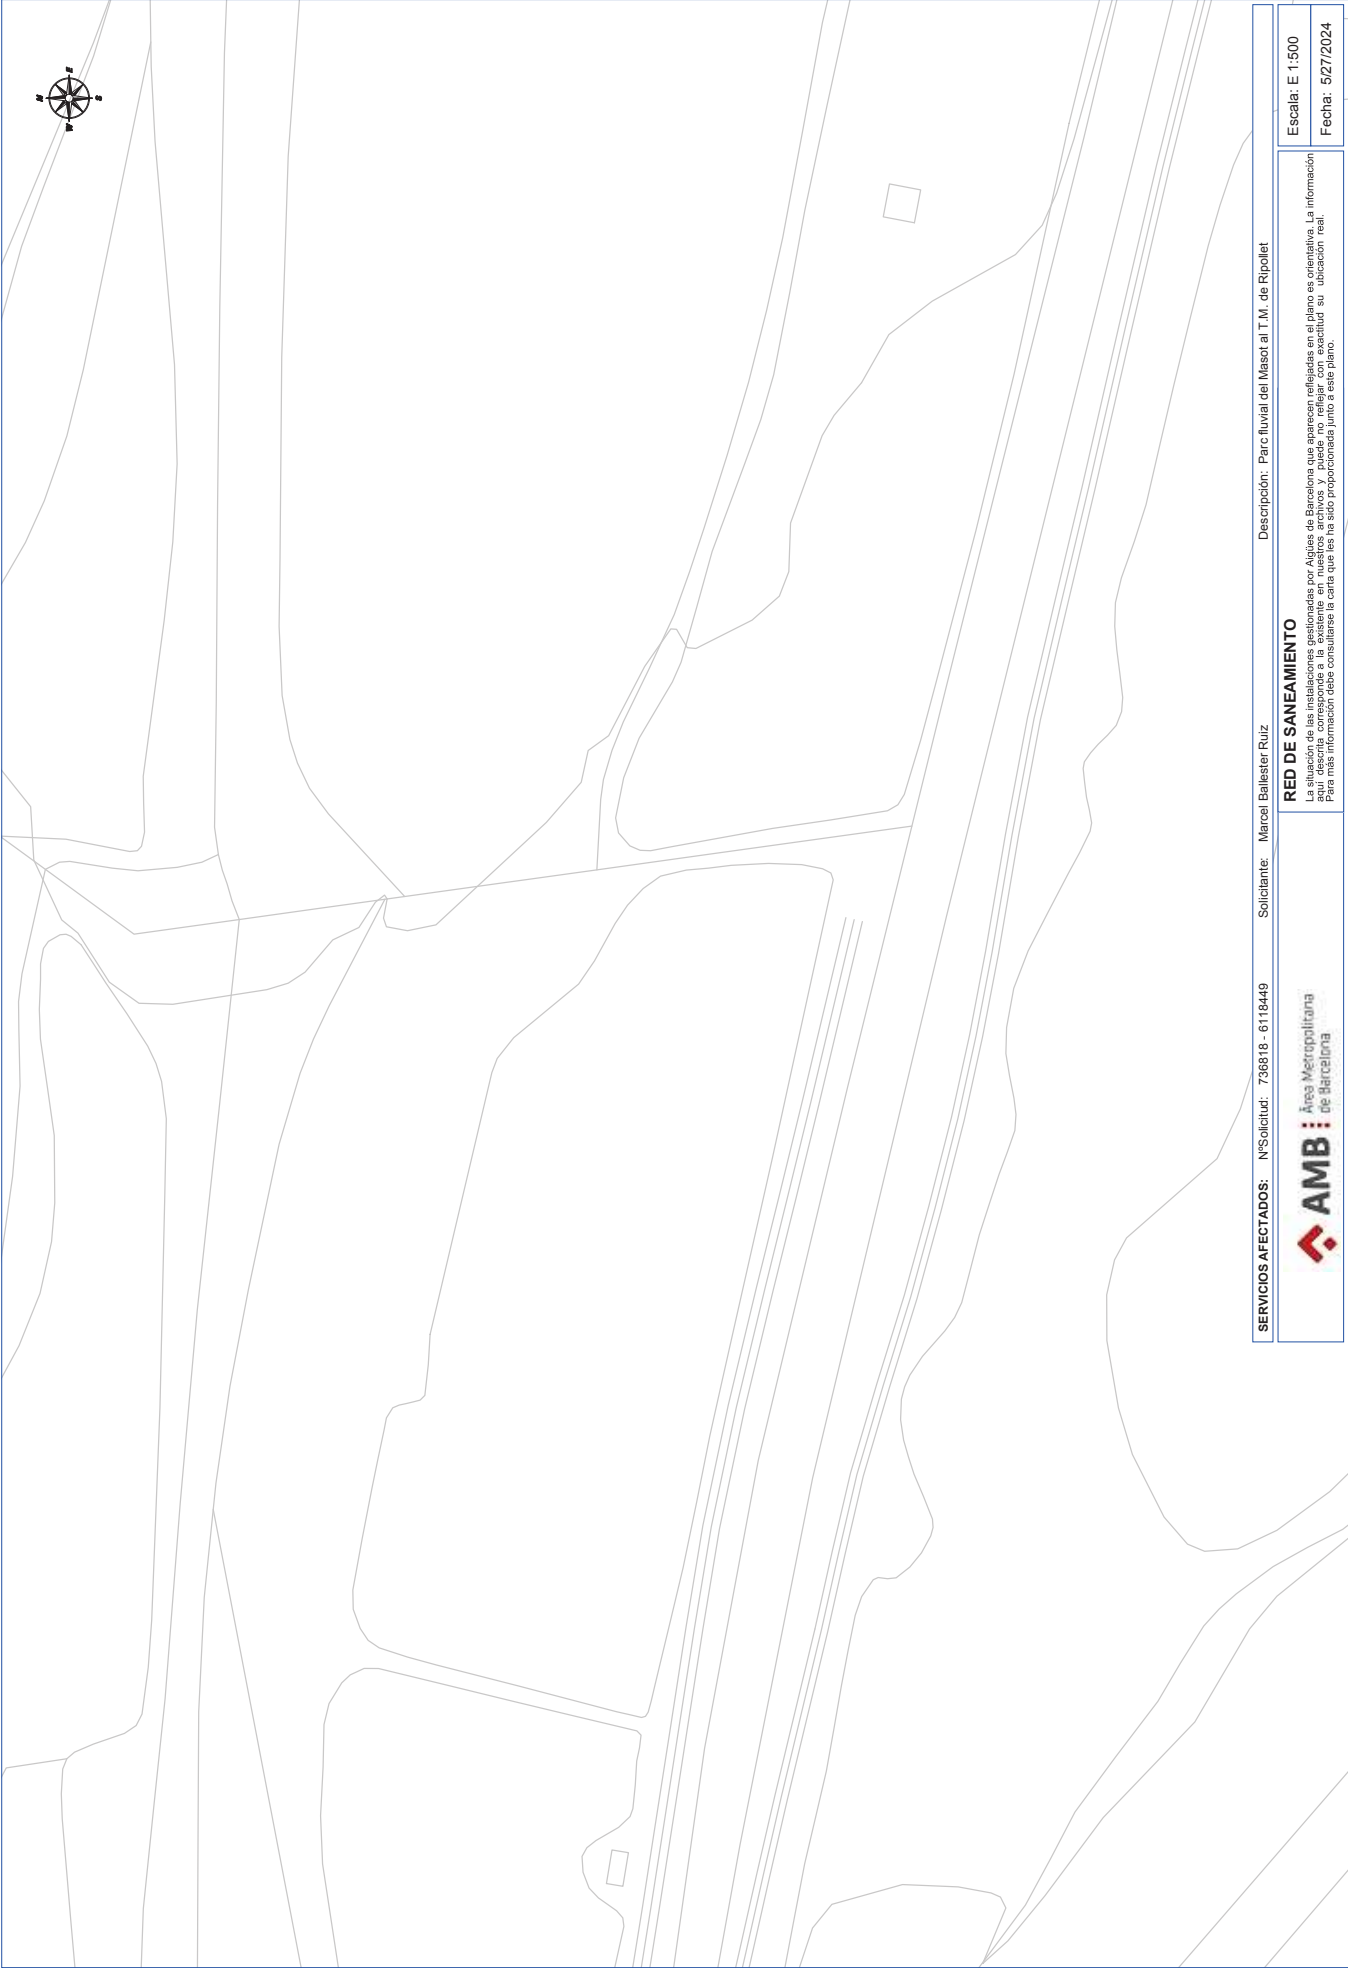 N
E
S
W
SERVICIOS AFECTADOS: NºSolicitud: 736818 - 6118449 Solicitante: Marcel Ballester Ruiz Descripción: Parc fluvial del Masot al T.M. de Ripollet
AMB Àrea Metropolitana
de Barcelona
RED DE SANEAMIENTO
La situación de las instalaciones gestionadas por Aigües de Barcelona que aparecen reflejadas en el plano es orientativa. La información
aquí descrita corresponde a la existente en nuestros archivos y puede no reflejar con exactitud su ubicación real.
Para más información debe consultarse la carta que les ha sido proporcionada junto a este plano.
Escala: E 1:500
Fecha: 5/27/2024